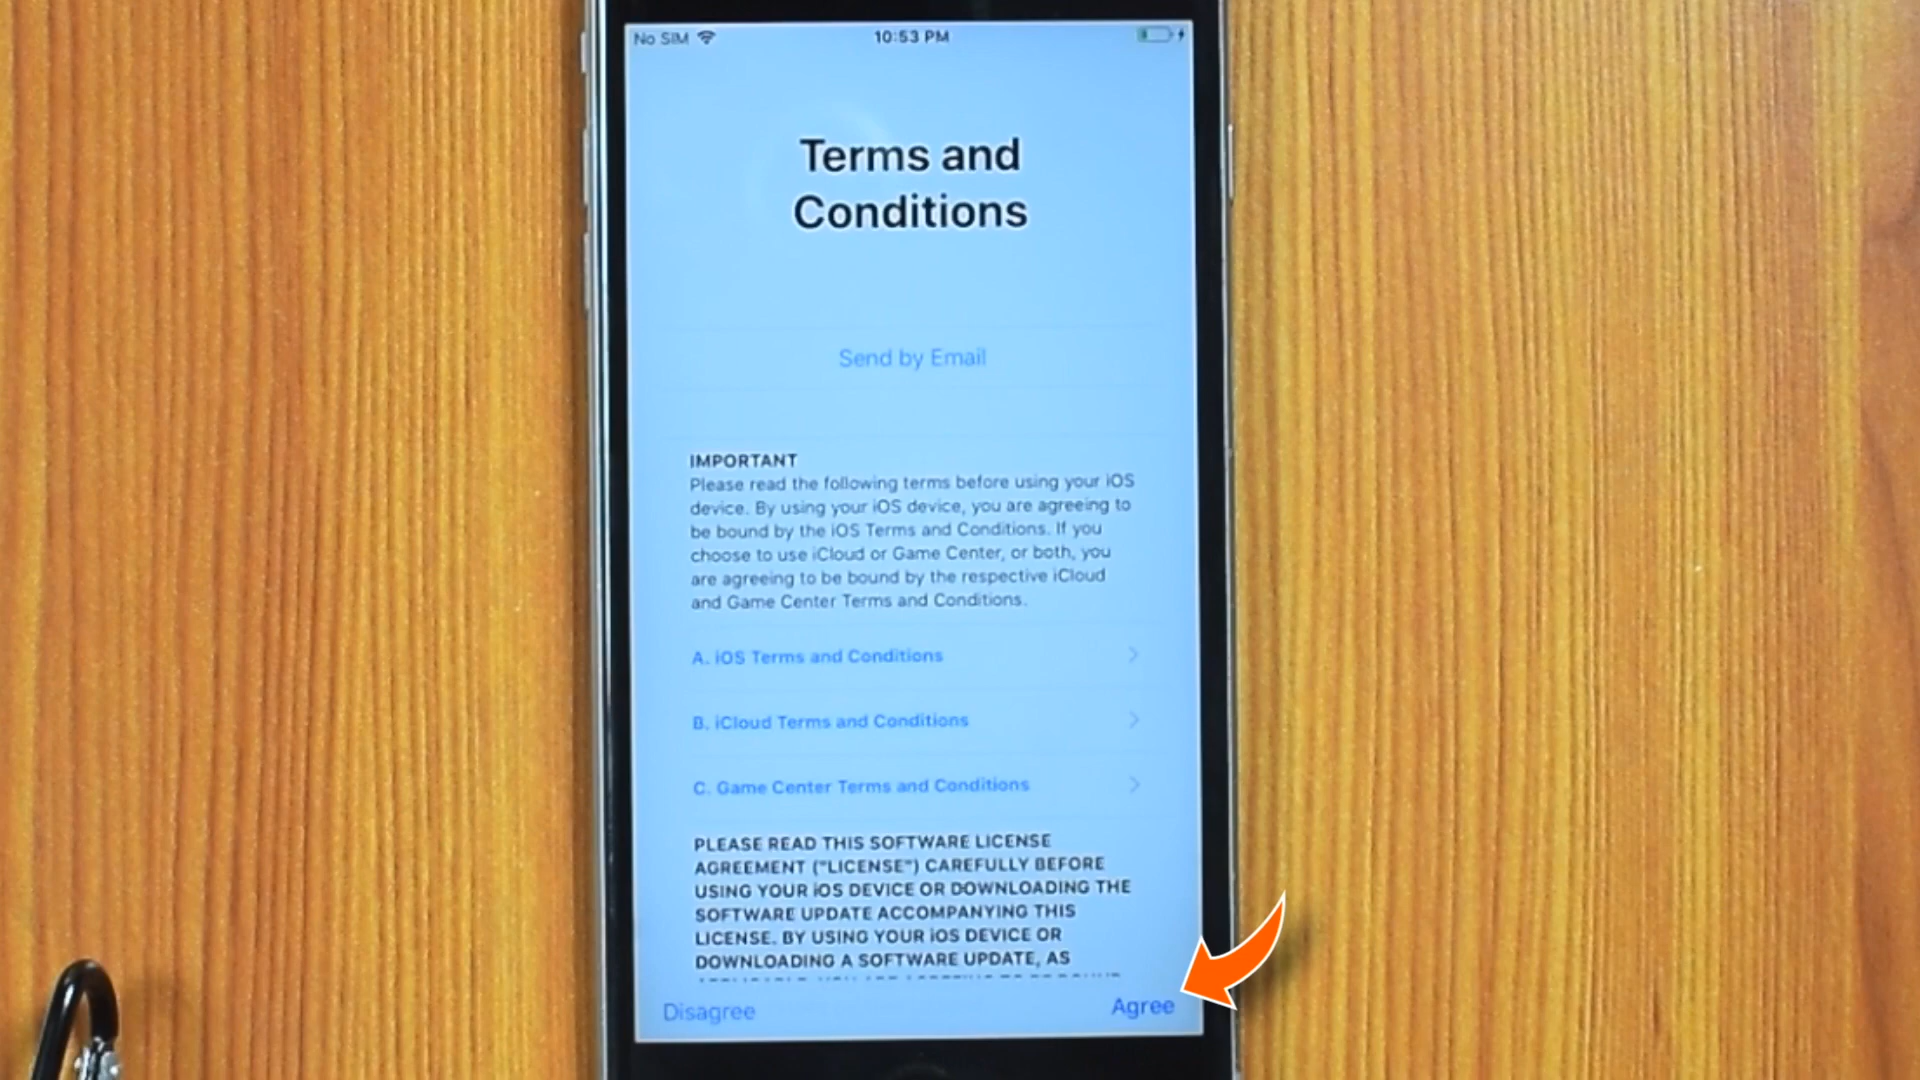 No SIM 10:53 PM
Terms and
Conditions
Send by Email
IMPORTANT
Please read the following terms before using your iOS
device. By using your iOS device, you are agreeing to
be bound by the iOS Terms and Conditions. If you
choose to use iCloud or Game Center, or both, you
are agreeing to be bound by the respective iCloud
and Game Center Terms and Conditions.
A. iOS Terms and Conditions
B. iCloud Terms and Conditions
C. Game Center Terms and Conditions
PLEASE READ THIS SOFTWARE LICENSE
AGREEMENT ("LICENSE") CAREFULLY BEFORE
USING YOUR iOS DEVICE OR DOWNLOADING THE
SOFTWARE UPDATE ACCOMPANYING THIS
LICENSE. BY USING YOUR iOS DEVICE OR
DOWNLOADING A SOFTWARE UPDATE, AS
Disagree Agree